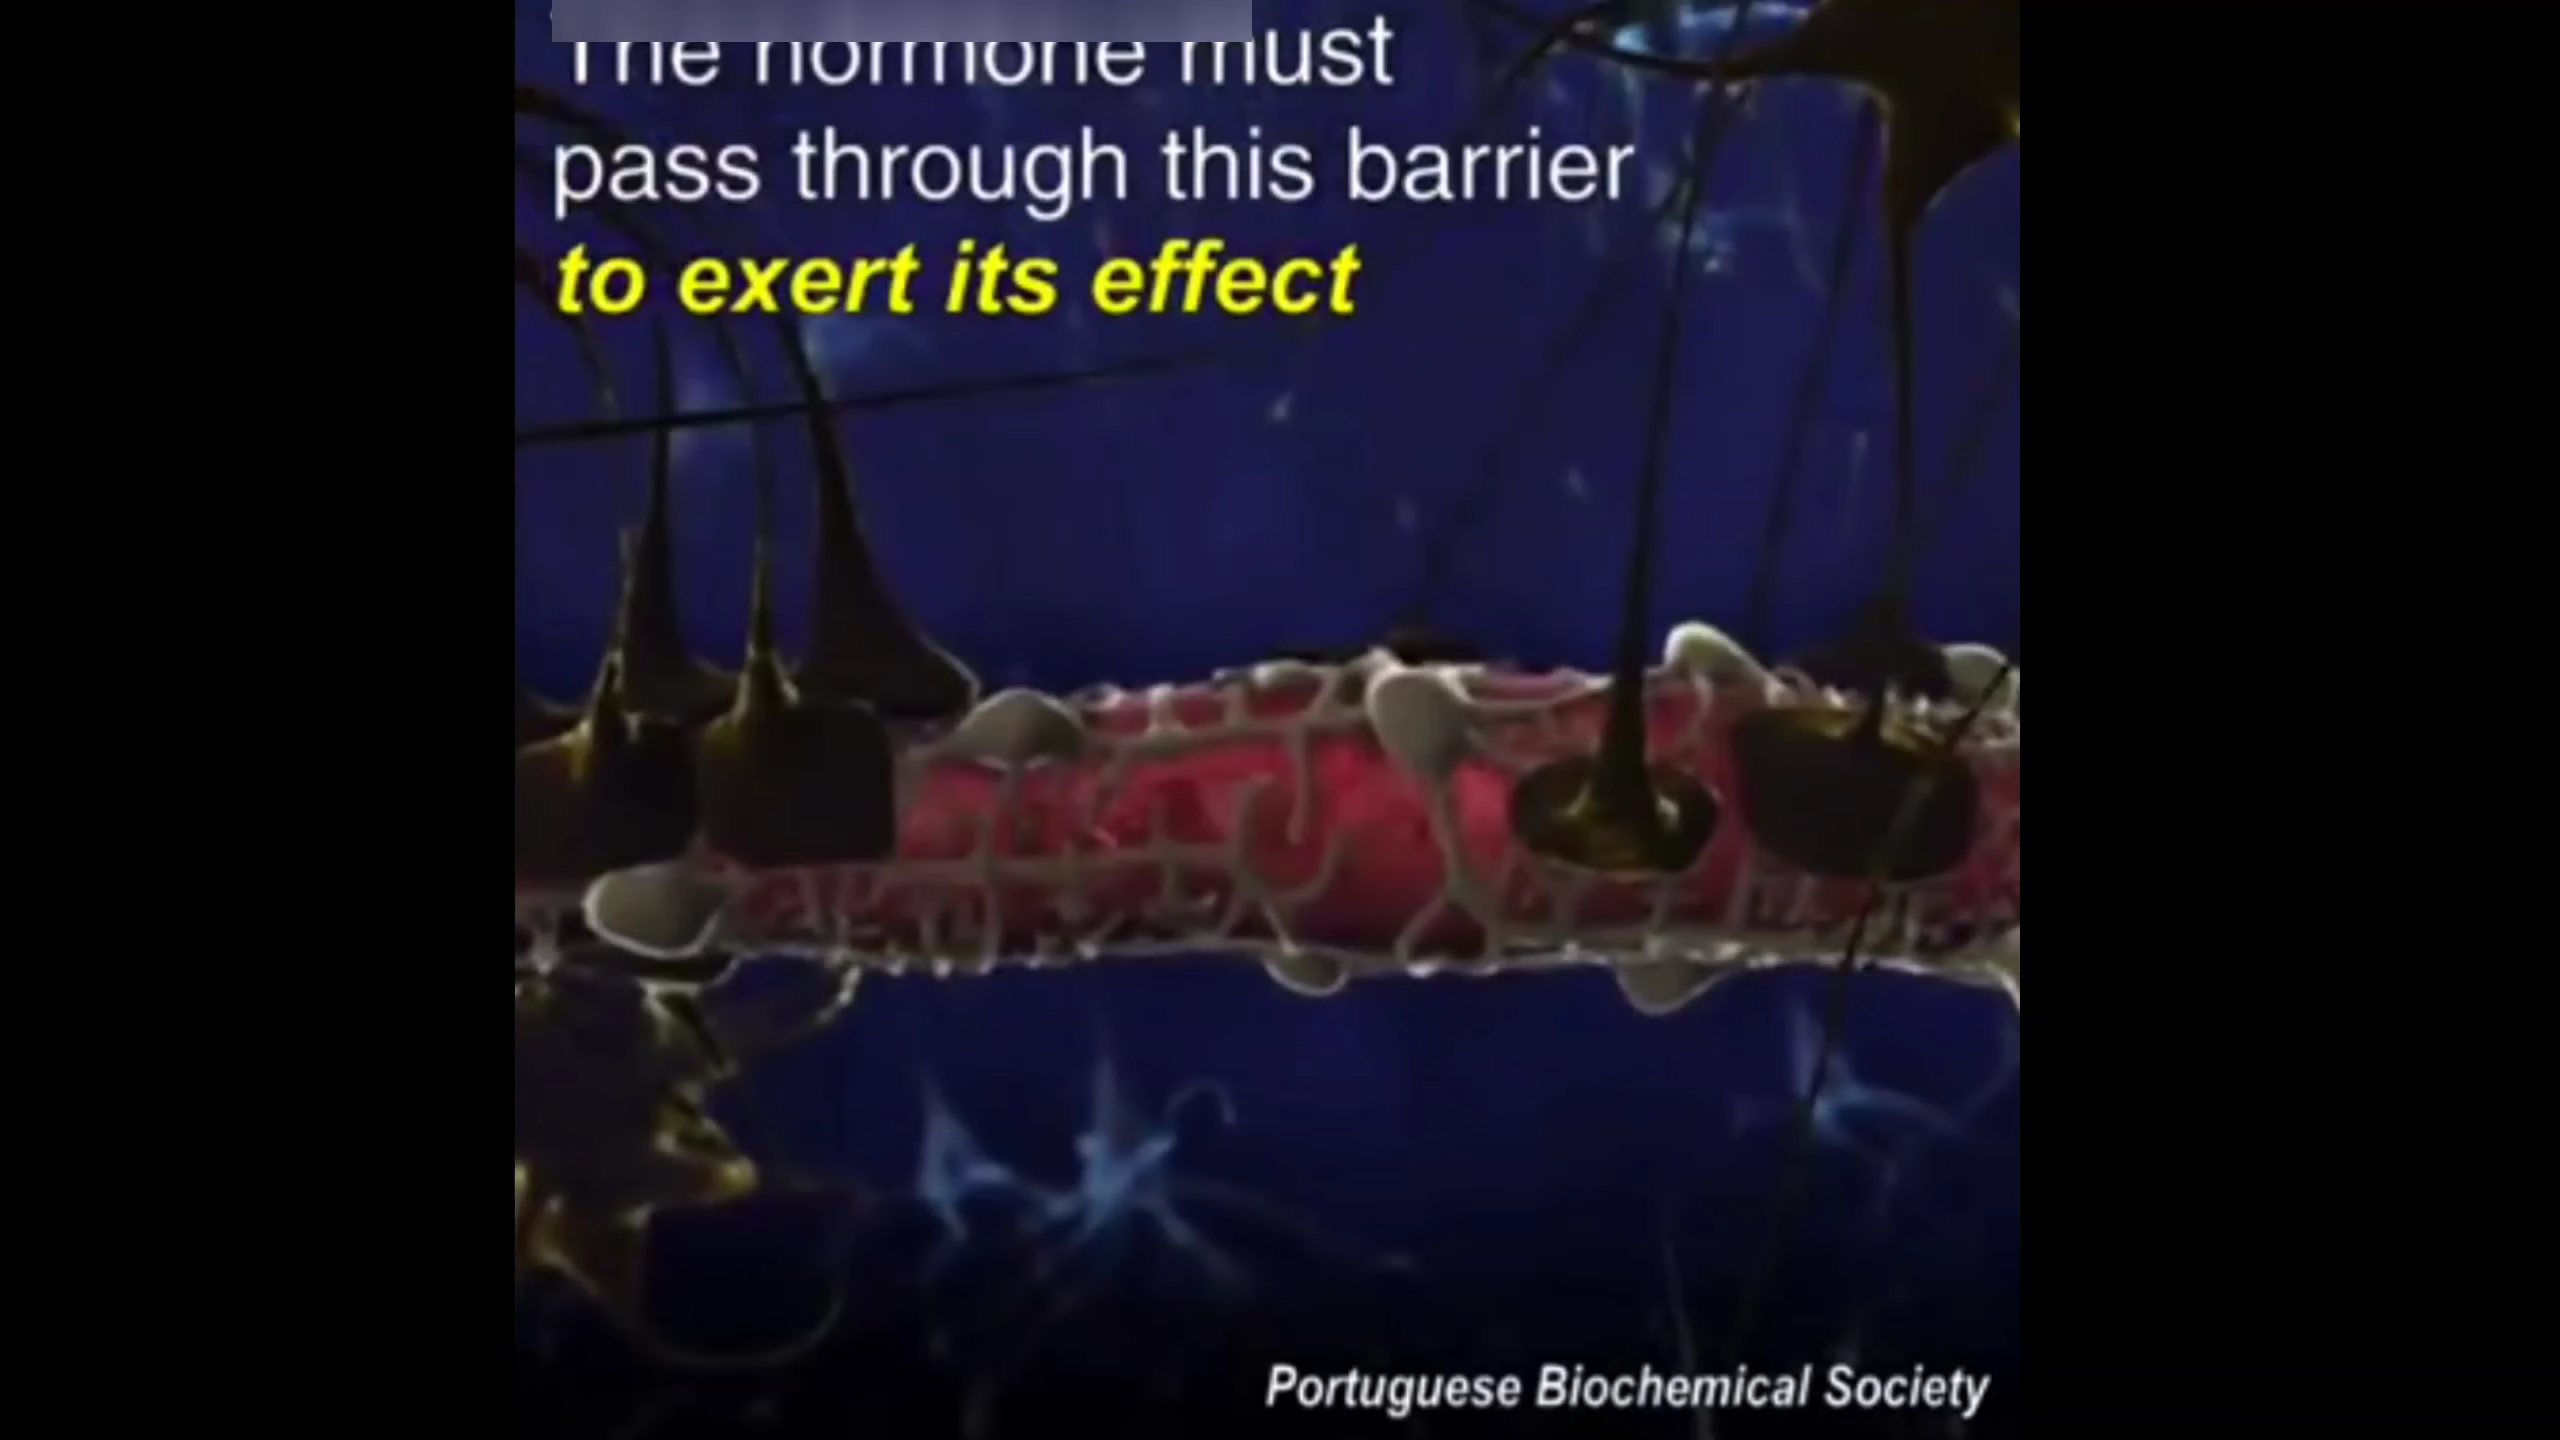 The hormone must
pass through this barrier
to exert its effect
Portuguese Biochemical Society